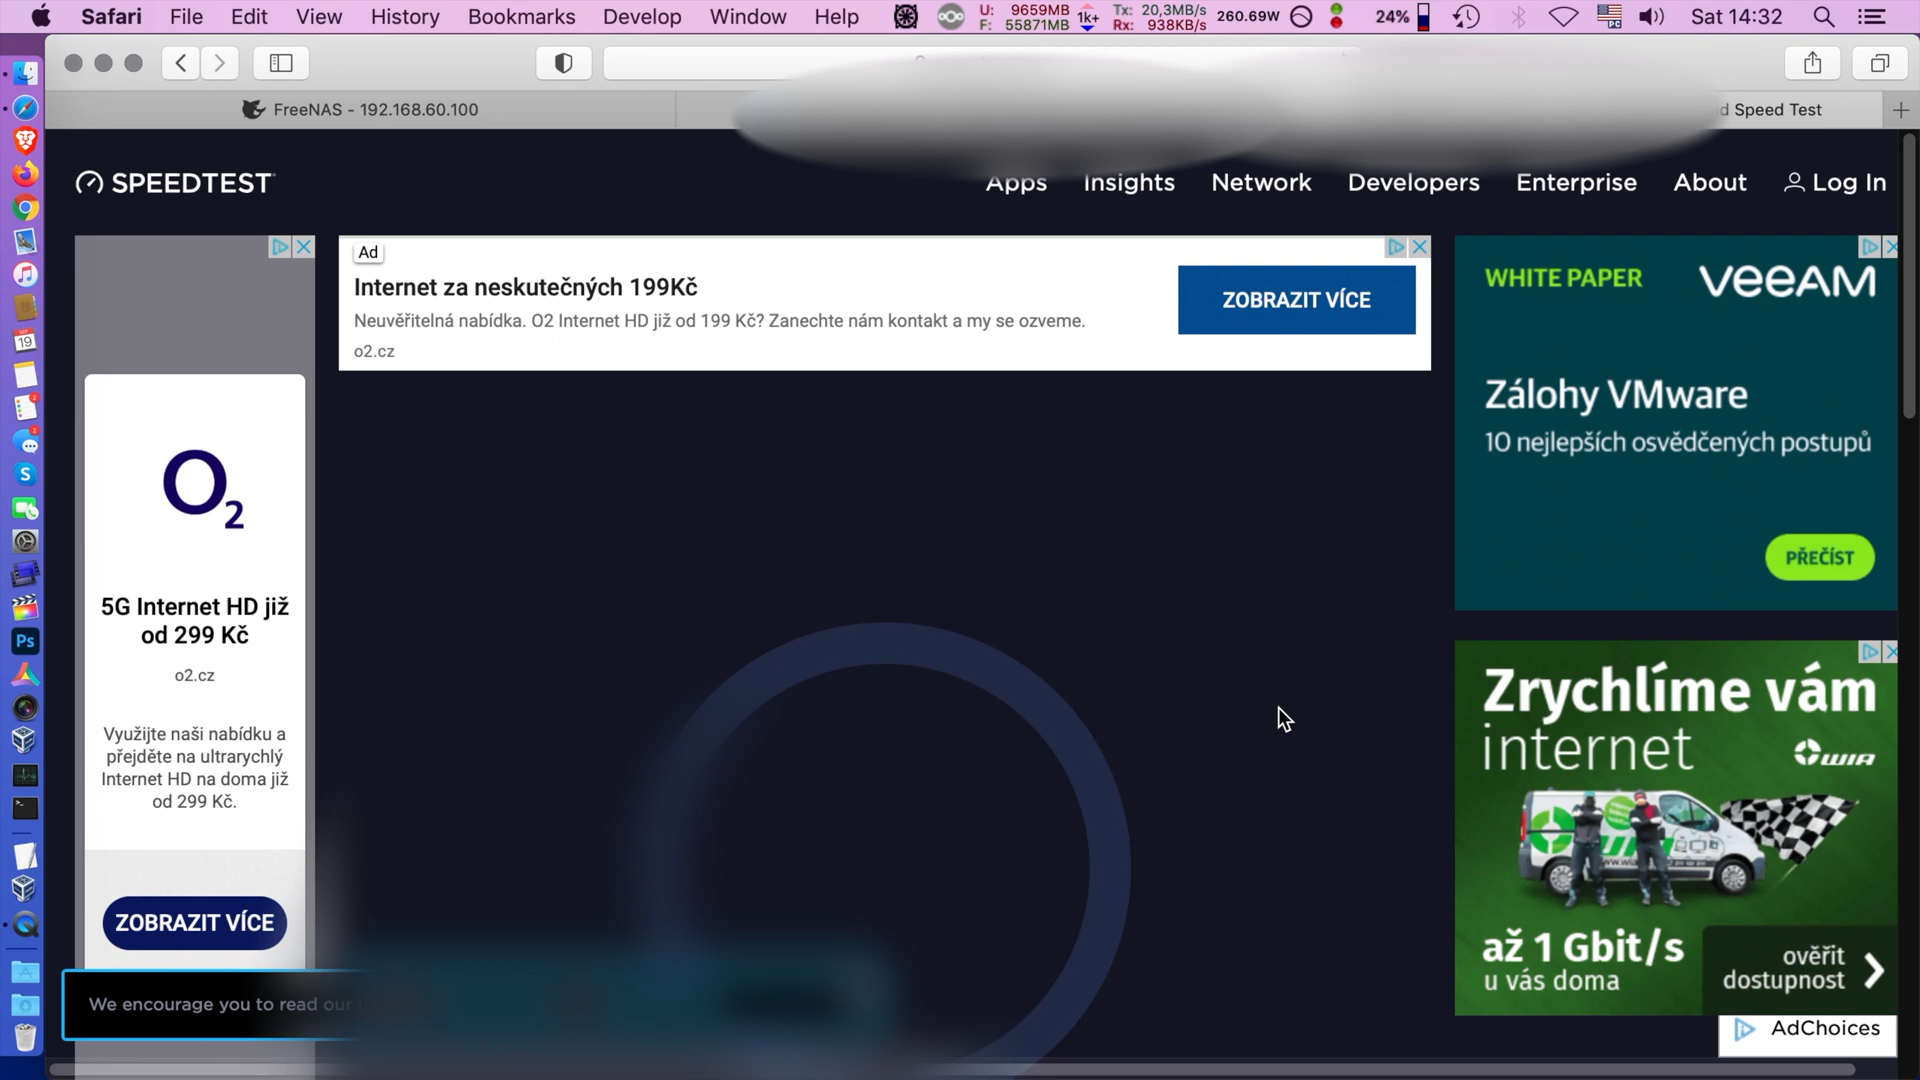 Safari File Edit View History Bookmarks Develop Window Help
U: 9659MB
F: 55871MB
1k+
Tx: 20,3MB/s
Rx: 938KB/s
260.69W
24%
Sat 14:32
FreeNAS - 192.168.60.100
d Speed Test
SPEEDTEST
Apps Insights Network Developers Enterprise About Log In
Ad
Internet za neskutečných 199Kč
Neuvěřitelná nabídka. O2 Internet HD již od 199 Kč? Zanechte nám kontakt a my se ozveme.
o2.cz
ZOBRAZIT VÍCE
O2
5G Internet HD již
od 299 Kč
o2.cz
Využijte naši nabídku a
přejděte na ultrarychlý
Internet HD na doma již
od 299 Kč.
ZOBRAZIT VÍCE
WHITE PAPER
VEEAM
Zálohy VMware
10 nejlepších osvědčených postupů
PŘEČÍST
Zrychlíme vám
internet
WIA
až 1 Gbit/s
u vás doma
ověřit
dostupnost
AdChoices
We encourage you to read our